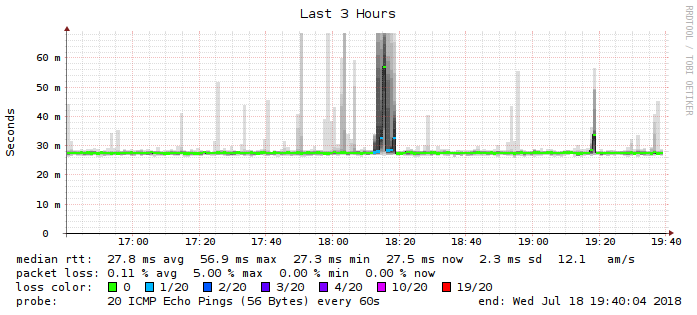 Last 3 Hours
RRDTOOL / TOBI OETIKER
Seconds
60 m
50 m
40 m
30 m
20 m
10 m
0
17:00 17:20 17:40 18:00 18:20 18:40 19:00 19:20 19:40
median rtt: 27.8 ms avg 56.9 ms max 27.3 ms min 27.5 ms now 2.3 ms sd 12.1 am/s
packet loss: 0.11 % avg 5.00 % max 0.00 % min 0.00 % now
loss color: 0 1/20 2/20 3/20 4/20 10/20 19/20
probe: 20 ICMP Echo Pings (56 Bytes) every 60s end: Wed Jul 18 19:40:04 2018